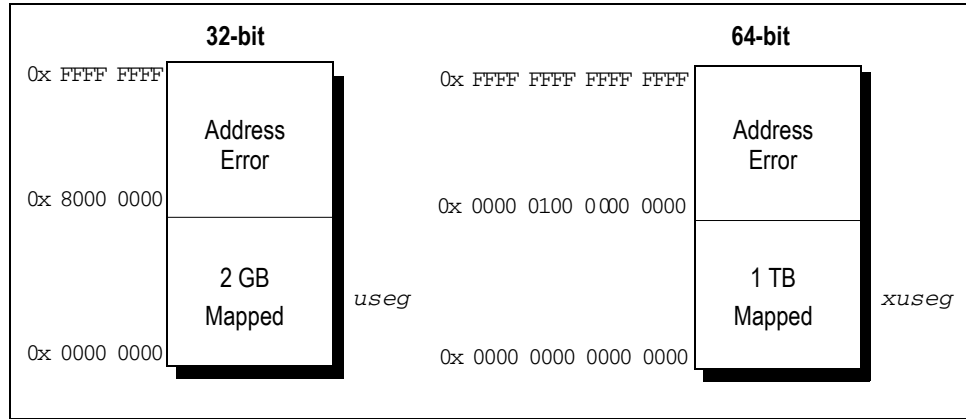 32-bit
0x FFFF FFFF
Address
Error
0x 8000 0000
2 GB
Mapped
useg
0x 0000 0000
64-bit
0x FFFF FFFF FFFF FFFF
Address
Error
0x 0000 0100 0000 0000
1 TB
Mapped
xuseg
0x 0000 0000 0000 0000